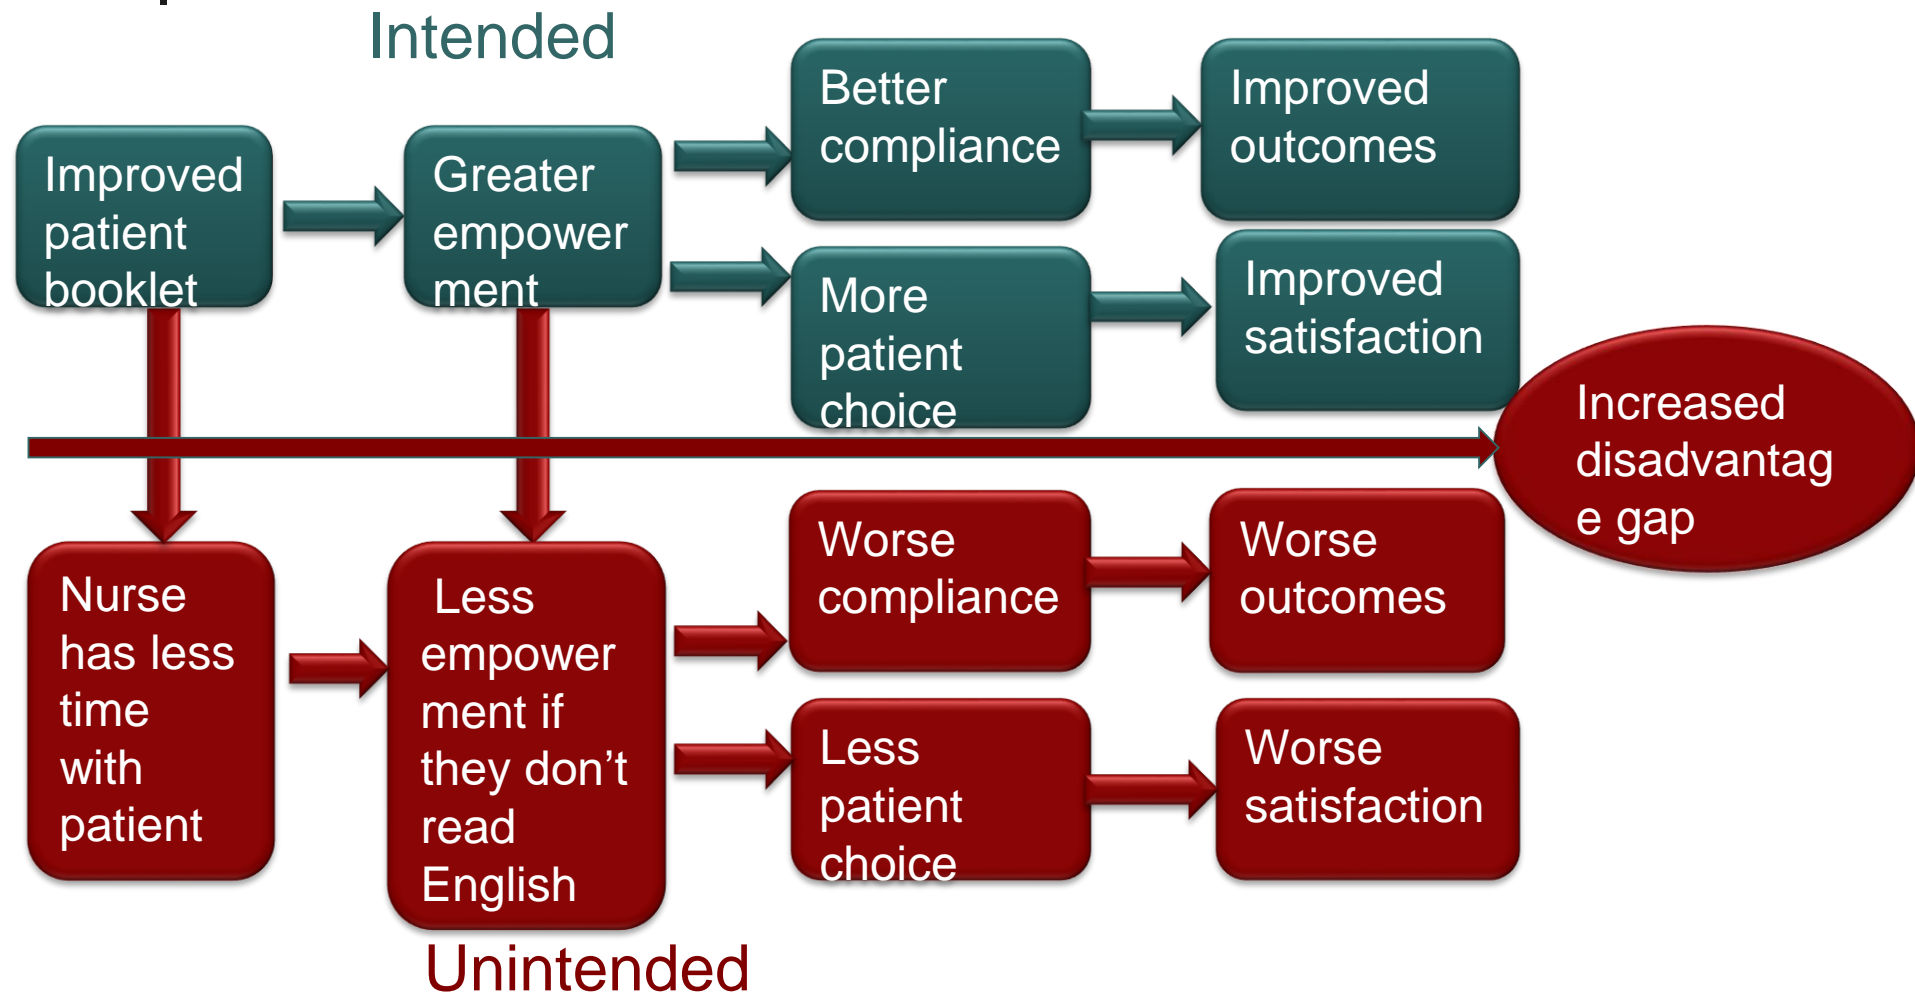 Intended
Improved
patient
booklet
Greater
empower
ment
Better
compliance
Improved
outcomes
More
patient
choice
Improved
satisfaction
Increased
disadvantag
e gap
Nurse
has less
time
with
patient
Less
empower
ment if
they don’t
read
English
Worse
compliance
Worse
outcomes
Less
patient
choice
Worse
satisfaction
Unintended